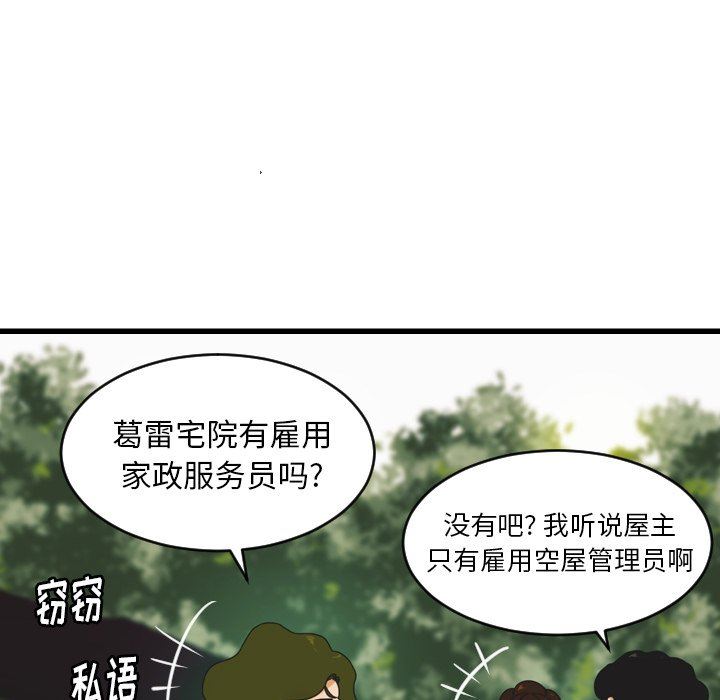 葛雷宅院有雇用
家政服务员吗?
没有吧? 我听说屋主
只有雇用空屋管理员啊
窃窃
私语